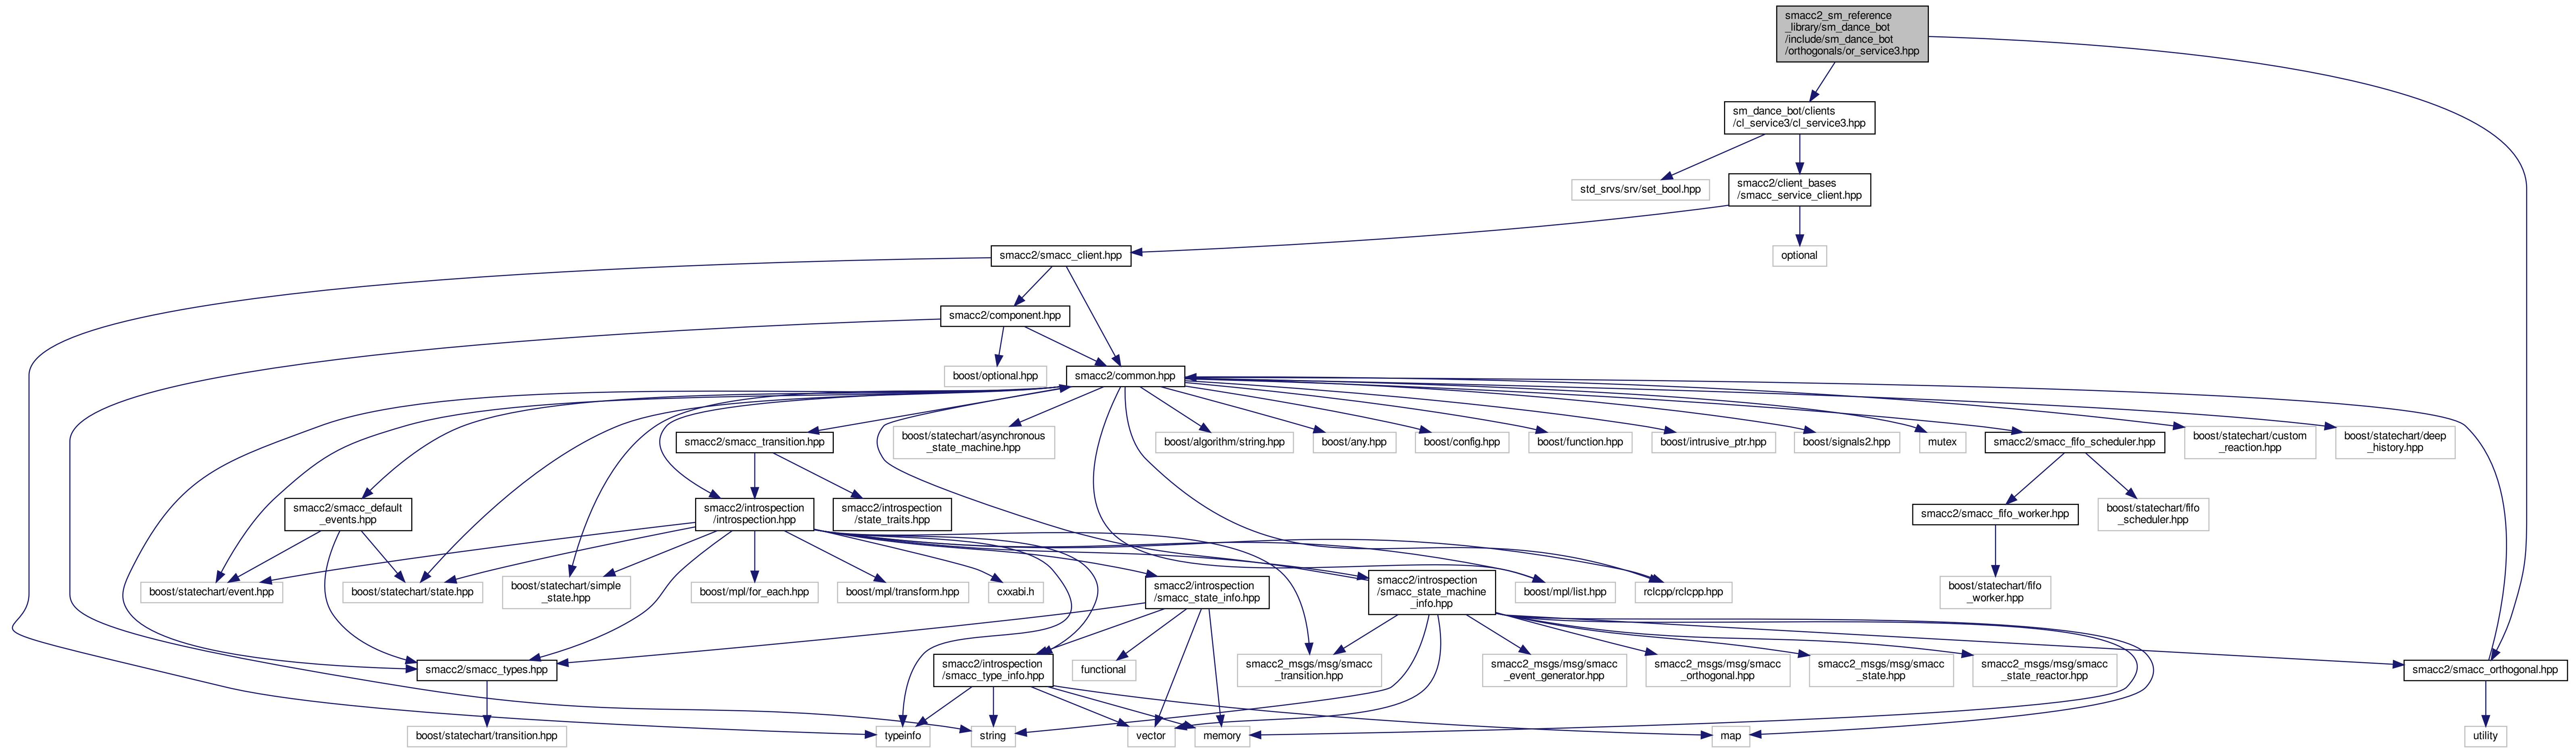 smacc2_sm_reference
_library/sm_dance_bot
/include/sm_dance_bot
/orthogonals/or_service3.hpp
sm_dance_bot/clients
/cl_service3/cl_service3.hpp
std_srvs/srv/set_bool.hpp
smacc2/client_bases
/smacc_service_client.hpp
smacc2/smacc_client.hpp
optional
smacc2/component.hpp
boost/optional.hpp
smacc2/common.hpp
smacc2/smacc_transition.hpp
boost/statechart/asynchronous
_state_machine.hpp
boost/algorithm/string.hpp
boost/any.hpp
boost/config.hpp
boost/function.hpp
boost/intrusive_ptr.hpp
boost/signals2.hpp
mutex
smacc2/smacc_fifo_scheduler.hpp
boost/statechart/custom
_reaction.hpp
boost/statechart/deep
_history.hpp
smacc2/smacc_default
_events.hpp
smacc2/introspection
/introspection.hpp
smacc2/introspection
/state_traits.hpp
smacc2/smacc_fifo_worker.hpp
boost/statechart/fifo
_scheduler.hpp
boost/statechart/event.hpp
boost/statechart/state.hpp
boost/statechart/simple
_state.hpp
boost/mpl/for_each.hpp
boost/mpl/transform.hpp
cxxabi.h
smacc2/introspection
/smacc_state_info.hpp
smacc2/introspection
/smacc_state_machine
_info.hpp
boost/mpl/list.hpp
rclcpp/rclcpp.hpp
boost/statechart/fifo
_worker.hpp
smacc2/smacc_types.hpp
smacc2/introspection
/smacc_type_info.hpp
functional
smacc2_msgs/msg/smacc
_transition.hpp
smacc2_msgs/msg/smacc
_event_generator.hpp
smacc2_msgs/msg/smacc
_orthogonal.hpp
smacc2_msgs/msg/smacc
_state.hpp
smacc2_msgs/msg/smacc
_state_reactor.hpp
smacc2/smacc_orthogonal.hpp
boost/statechart/transition.hpp
typeinfo
string
vector
memory
map
utility